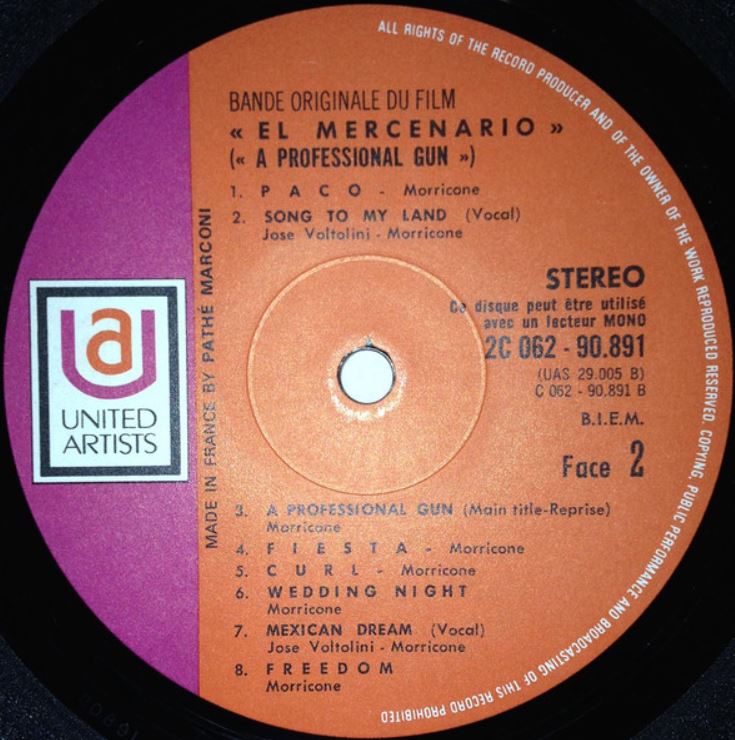 ALL RIGHTS OF THE RECORD PRODUCER AND OF THE OWNER OF THE WORK REPRODUCED RESERVED. COPYING, PUBLIC PERFORMANCE AND BROADCASTING OF THIS RECORD PROHIBITED
BANDE ORIGINALE DU FILM
« EL MERCENARIO »
(« A PROFESSIONAL GUN »)
1. PACO - Morricone
2. SONG TO MY LAND (Vocal)
Jose Voltolini - Morricone
MADE IN FRANCE BY PATHÉ MARCONI
STEREO
Ce disque peut être utilisé
avec un lecteur MONO
2C 062 - 90.891
(UAS 29.005 B)
C 062 - 90.891 B
B.I.E.M.
Face 2
ua
UNITED
ARTISTS
3. A PROFESSIONAL GUN (Main title-Reprise)
Morricone
4. FIESTA - Morricone
5. CURL - Morricone
6. WEDDING NIGHT
Morricone
7. MEXICAN DREAM (Vocal)
Jose Voltolini - Morricone
8. FREEDOM
Morricone